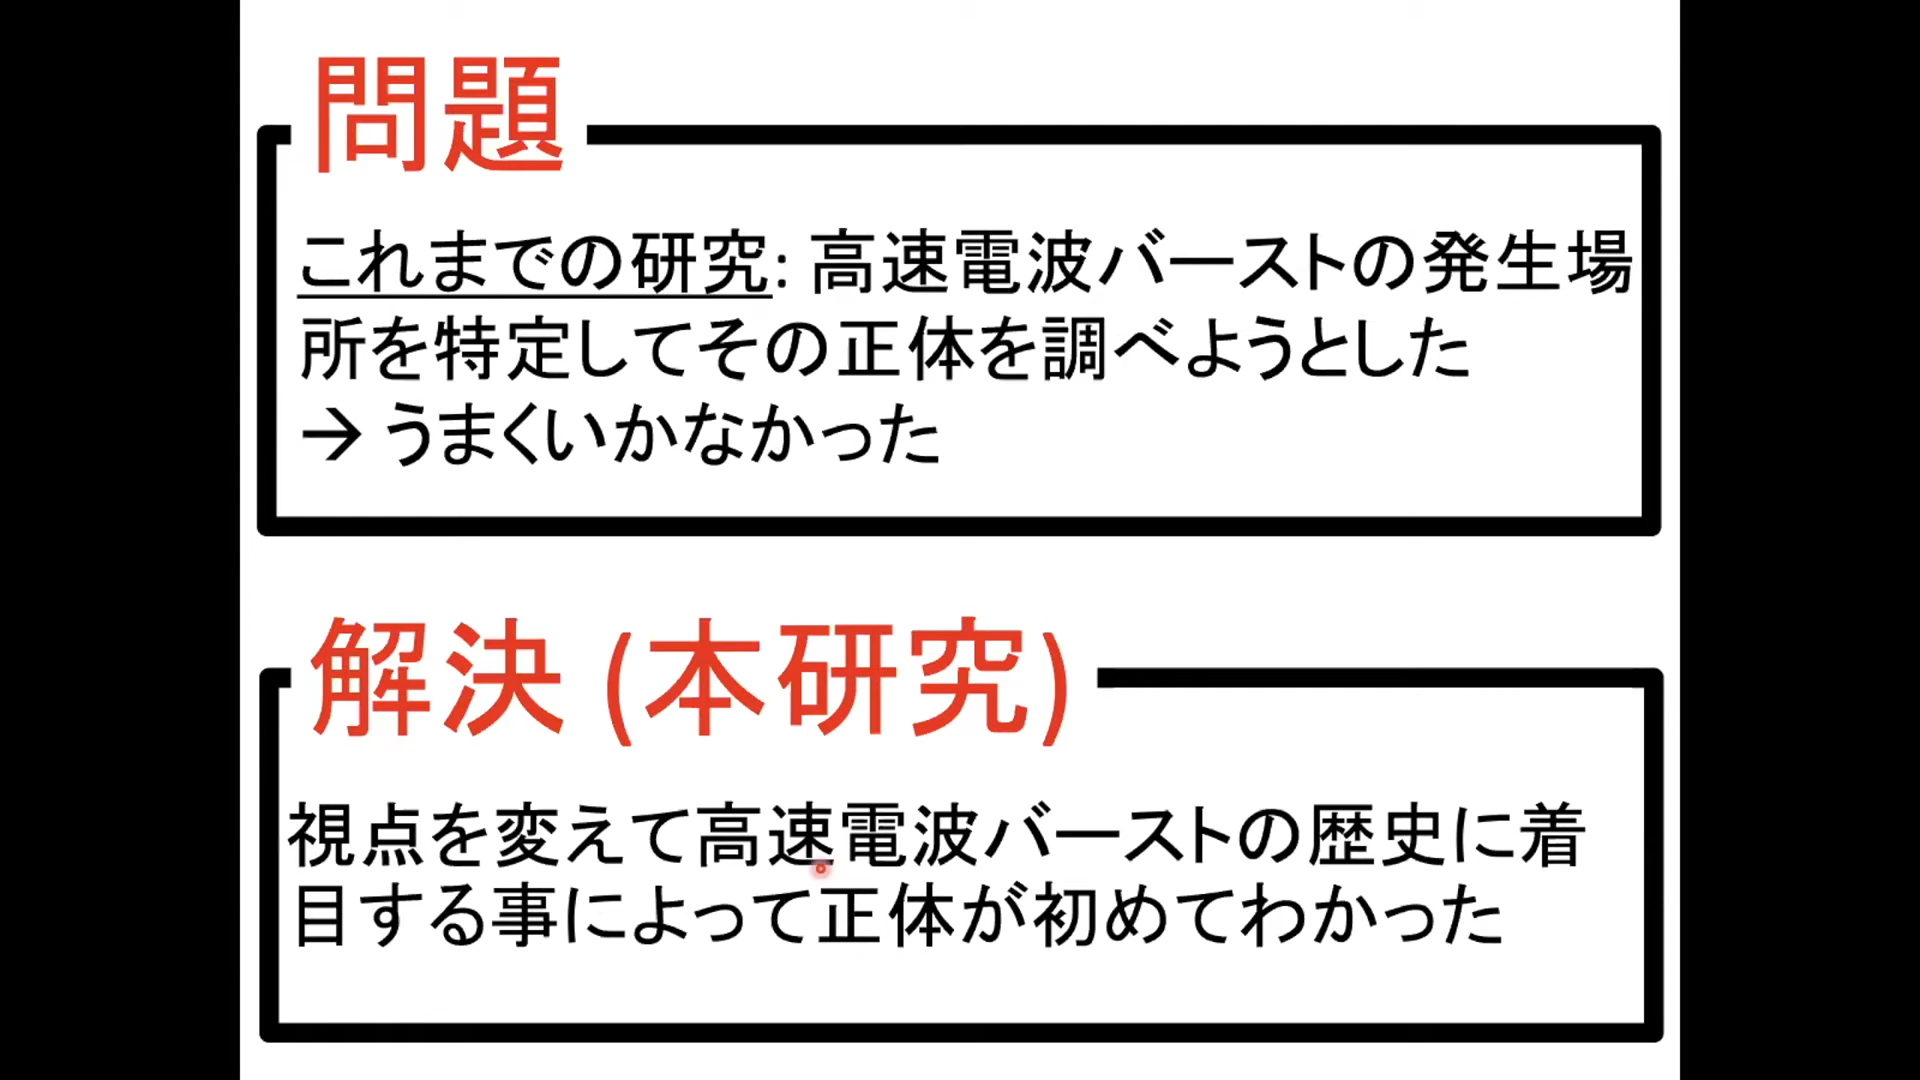 問題
これまでの研究: 高速電波バーストの発生場
所を特定してその正体を調べようとした
→ うまくいかなかった
解決 (本研究)
視点を変えて高速電波バーストの歴史に着
目する事によって正体が初めてわかった